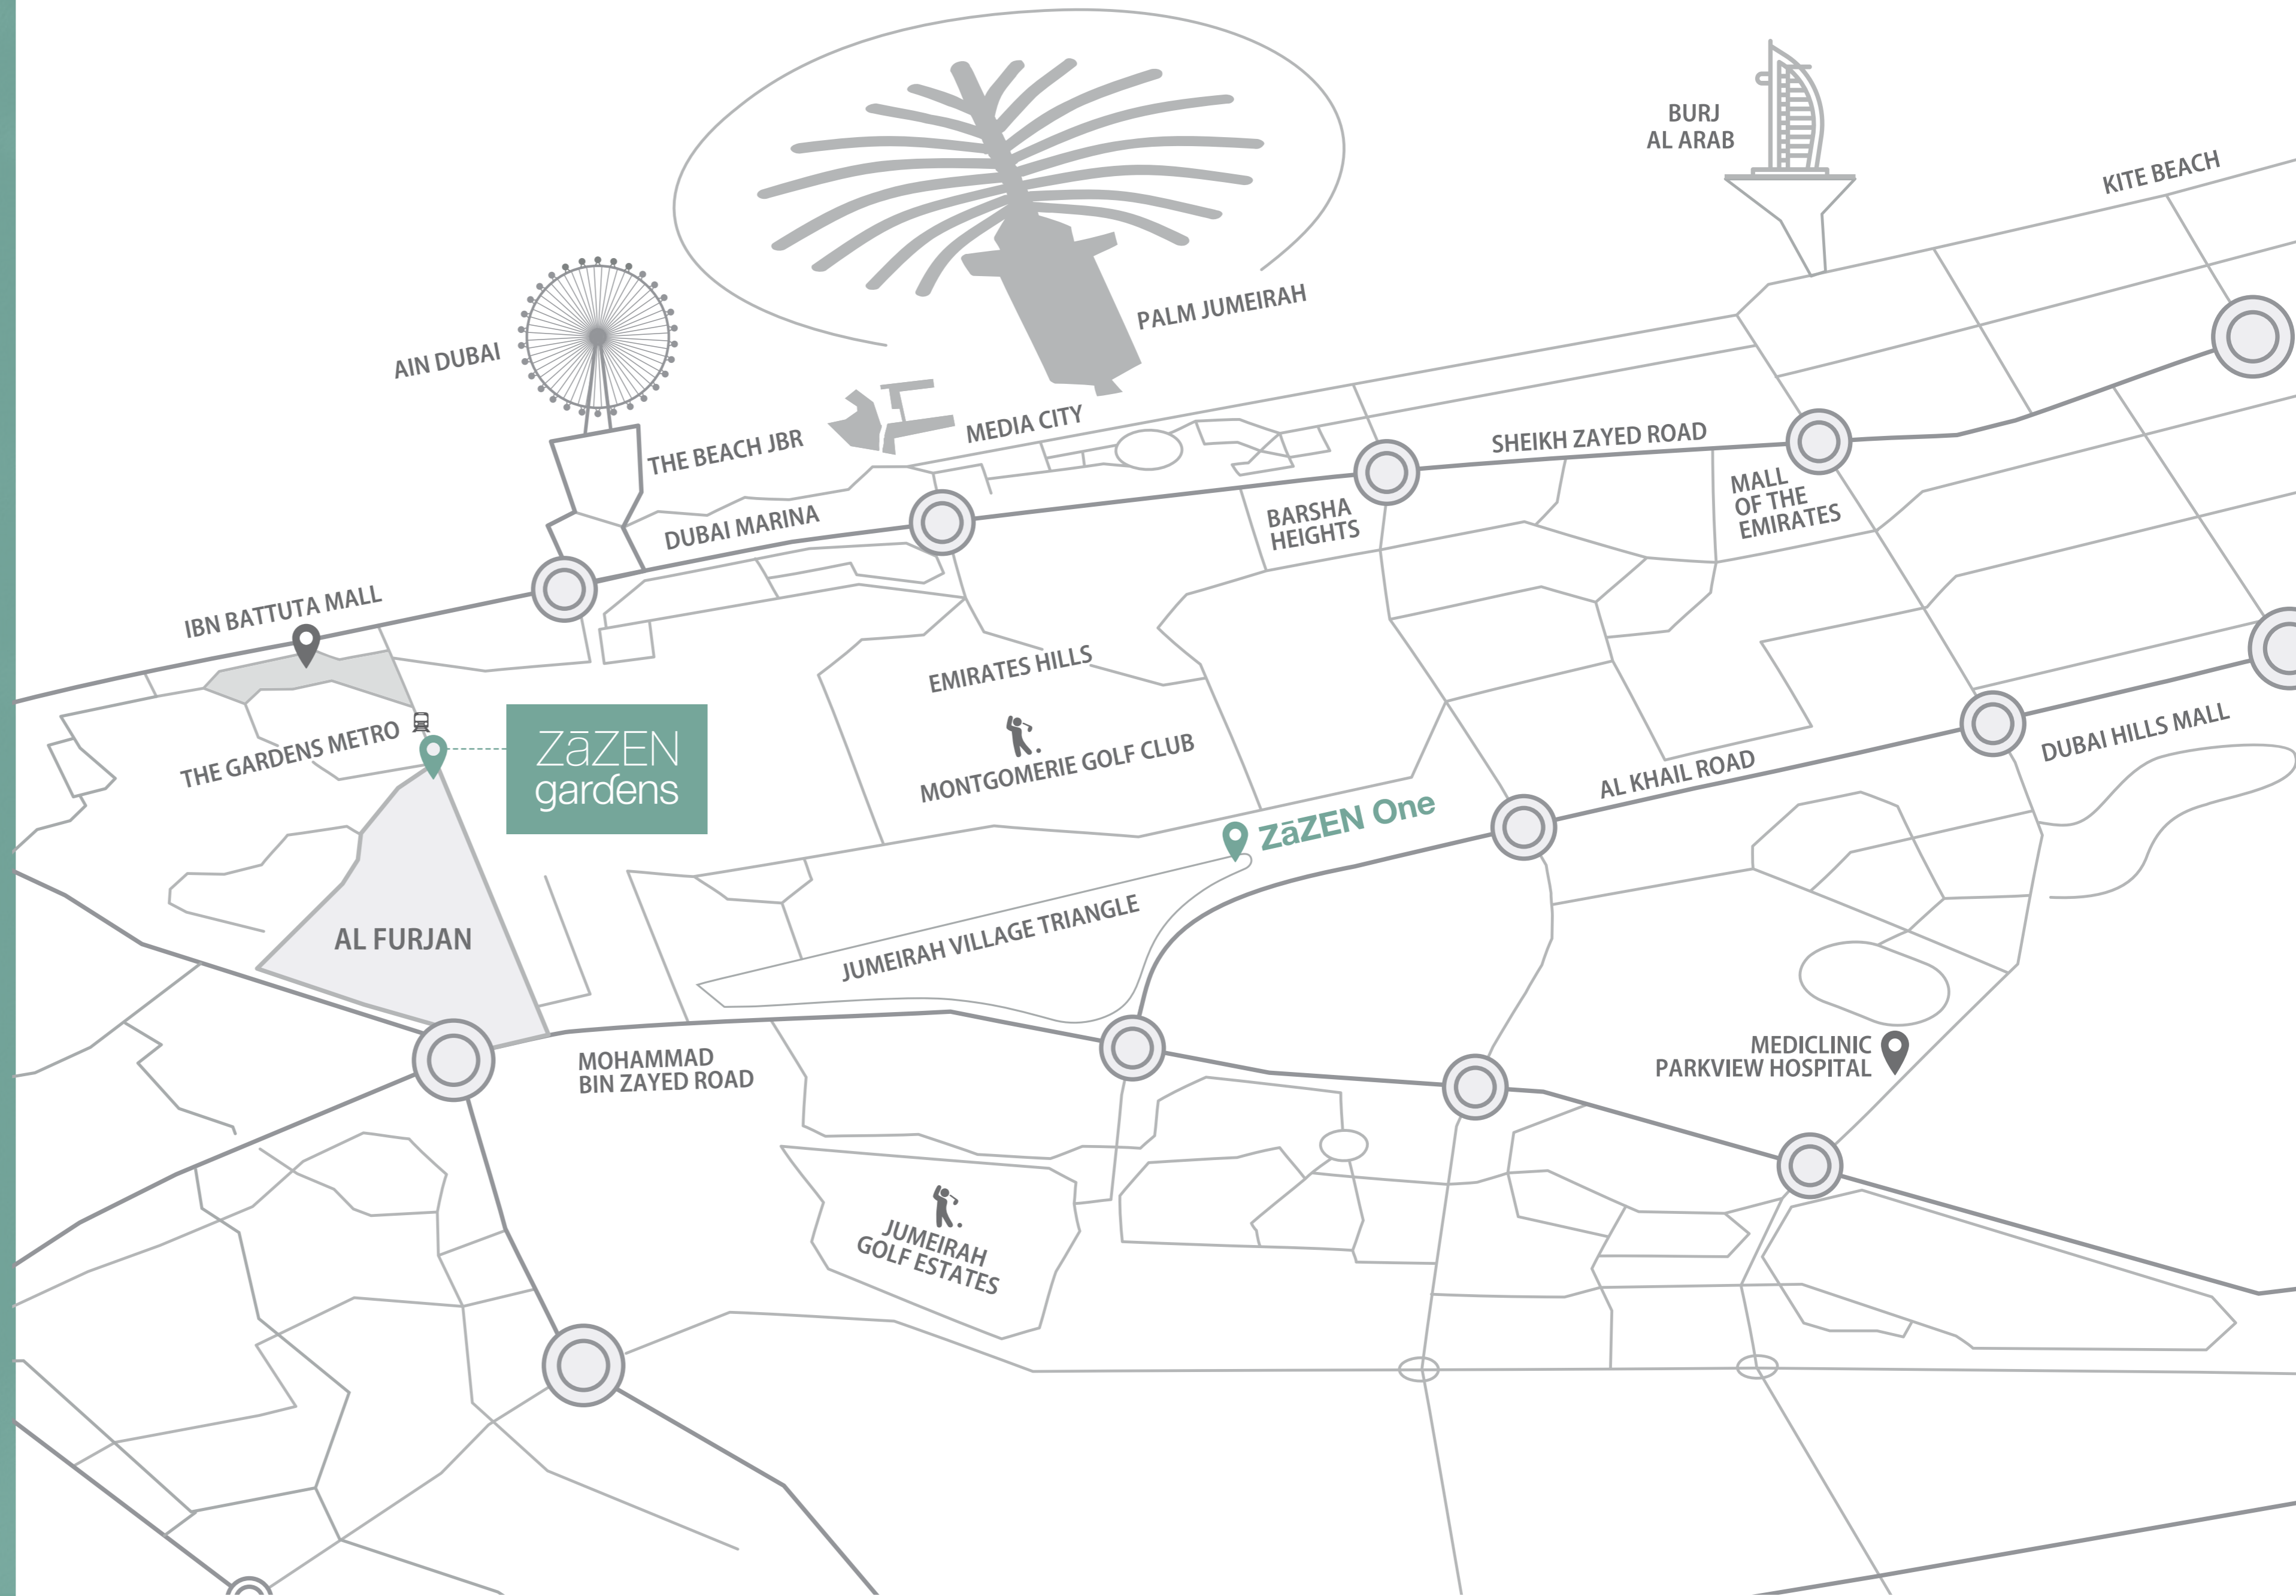 BURJ
AL ARAB
KITE BEACH
PALM JUMEIRAH
AIN DUBAI
THE BEACH JBR
MEDIA CITY
SHEIKH ZAYED ROAD
MALL
OF THE
EMIRATES
BARSHA
HEIGHTS
DUBAI MARINA
IBN BATTUTA MALL
EMIRATES HILLS
THE GARDENS METRO
ZāZEN
gardens
MONTGOMERIE GOLF CLUB
DUBAI HILLS MALL
AL KHAIL ROAD
ZāZEN One
AL FURJAN
JUMEIRAH VILLAGE TRIANGLE
MOHAMMAD
BIN ZAYED ROAD
MEDICLINIC
PARKVIEW HOSPITAL
JUMEIRAH
GOLF ESTATES